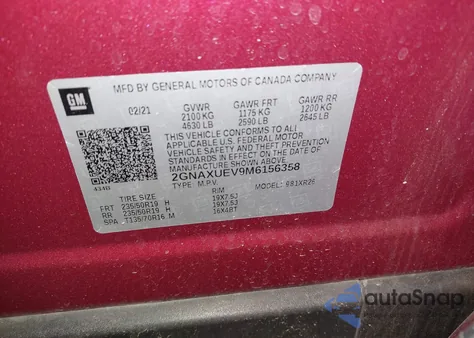 GM
MFD BY GENERAL MOTORS OF CANADA COMPANY
02/21 GVWR GAWR FRT GAWR RR
2100 KG 1175 KG 1200 KG
4630 LB 2590 LB 2645 LB
THIS VEHICLE CONFORMS TO ALL
APPLICABLE U.S. FEDERAL MOTOR
VEHICLE SAFETY, BUMPER, AND THEFT
PREVENTION STANDARDS IN EFFECT ON
THE DATE OF MANUFACTURE SHOWN ABOVE.
2GNAXUEV9M6156358
TYPE: M.P.V. MODEL:
TIRE SIZE RIM
FRT 235/50R19 H 19X7.5J
RR 235/50R19 H 19X7.5J
SPA T135/70R16 M 16X4BT
autoSnap